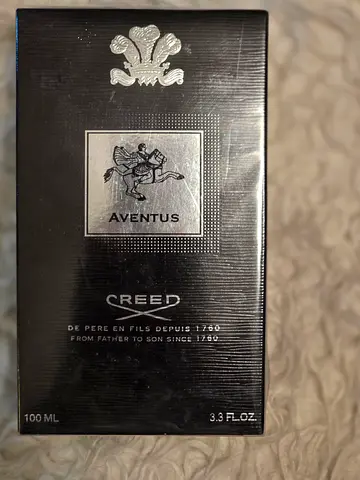 AVENTUS
CREED
DE PERE EN FILS DEPUIS 1760
FROM FATHER TO SON SINCE 1760
100 ML 3.3 FL.OZ.